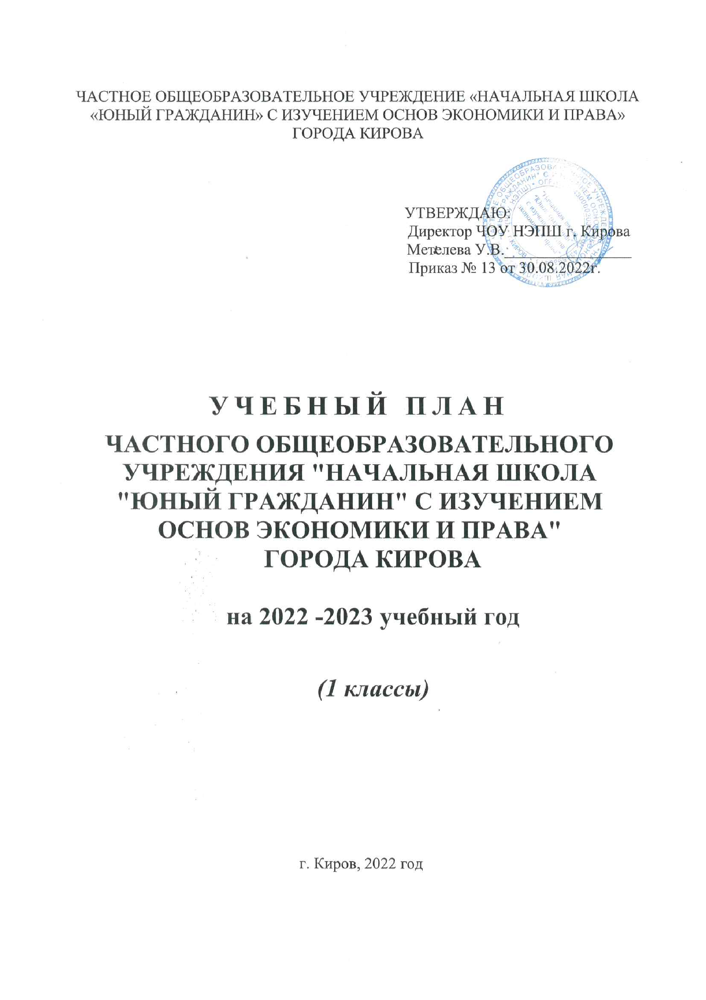 ЧАСТНОЕ ОБЩЕОБРАЗОВАТЕЛЬНОЕ УЧРЕЖДЕНИЕ «НАЧАЛЬНАЯ ШКОЛА
«ЮНЫЙ ГРАЖДАНИН» С ИЗУЧЕНИЕМ ОСНОВ ЭКОНОМИКИ И ПРАВА»
ГОРОДА КИРОВА
УТВЕРЖДАЮ:
Директор ЧОУ НЭПШ г. Кирова
Метелева У.В.
Приказ № 13 от 30.08.2022г.
УЧЕБНЫЙ ПЛАН
ЧАСТНОГО ОБЩЕОБРАЗОВАТЕЛЬНОГО
УЧРЕЖДЕНИЯ "НАЧАЛЬНАЯ ШКОЛА
"ЮНЫЙ ГРАЖДАНИН" С ИЗУЧЕНИЕМ
ОСНОВ ЭКОНОМИКИ И ПРАВА"
ГОРОДА КИРОВА
на 2022 -2023 учебный год
(1 классы)
г. Киров, 2022 год